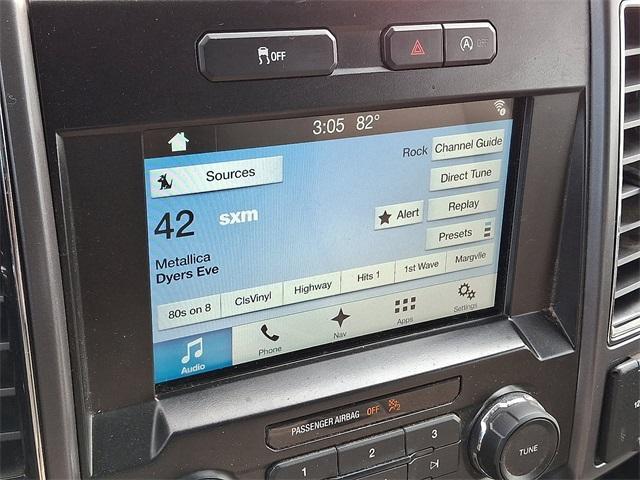 OFF
A OFF
3:05 82°
Sources
Rock
Channel Guide
Direct Tune
42 sxm
Alert
Replay
Presets
Metallica
Dyers Eve
80s on 8
ClsVinyl
Highway
Hits 1
1st Wave
Margvlle
Audio
Phone
Nav
Apps
Settings
PASSENGER AIRBAG OFF
1
2
3
TUNE